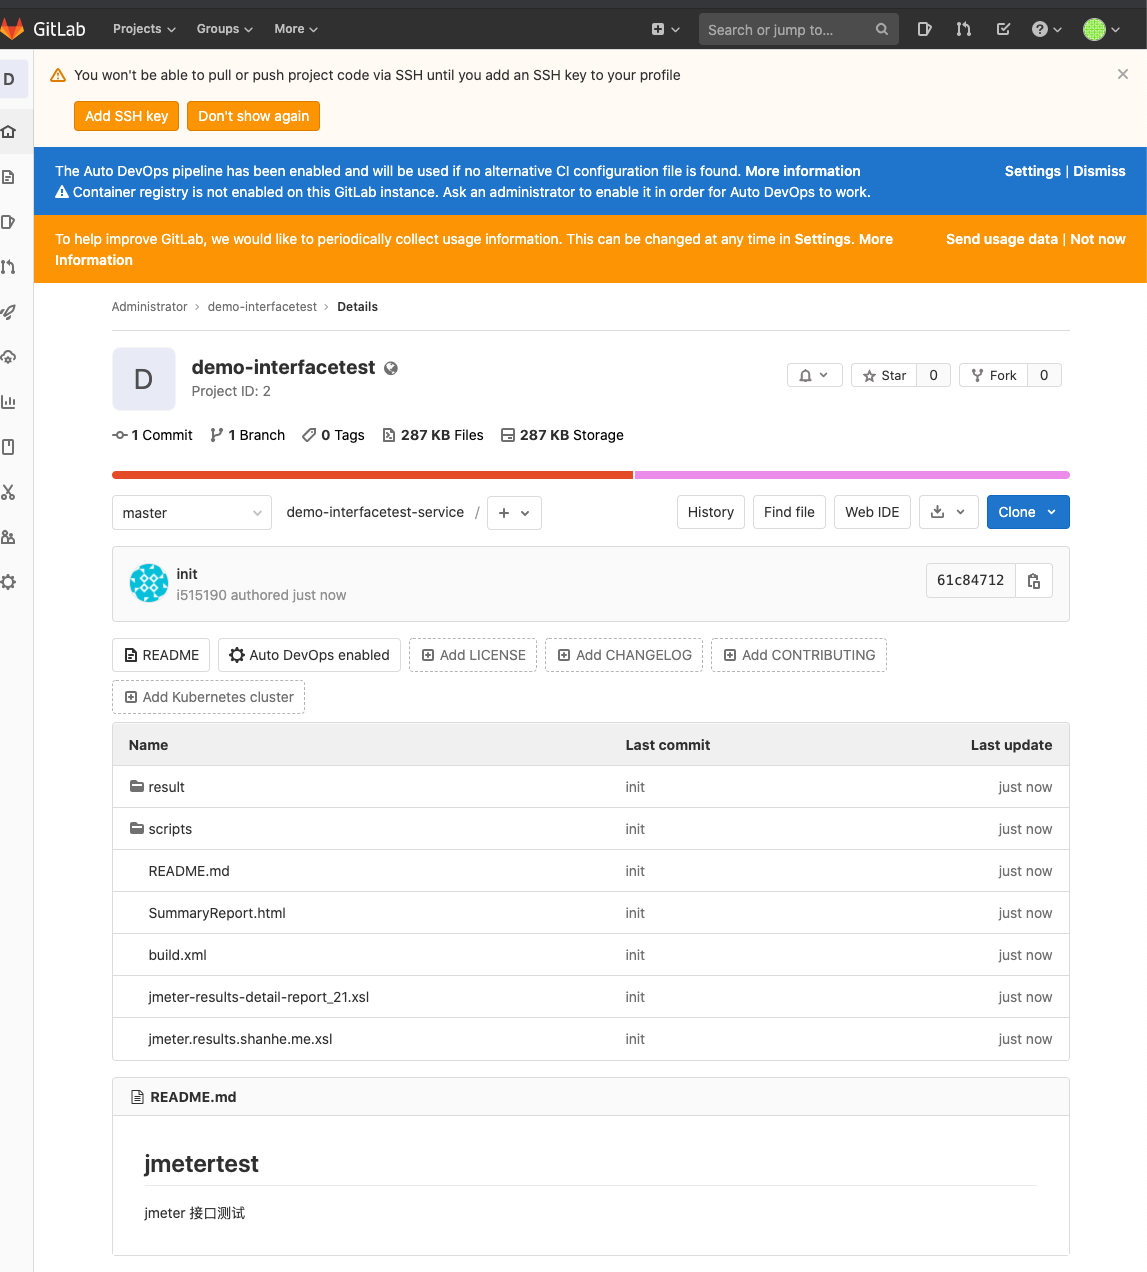 GitLab Projects Groups More Search or jump to...
D
You won't be able to pull or push project code via SSH until you add an SSH key to your profile
Add SSH key Don't show again
The Auto DevOps pipeline has been enabled and will be used if no alternative CI configuration file is found. More information Settings | Dismiss
Container registry is not enabled on this GitLab instance. Ask an administrator to enable it in order for Auto DevOps to work.
To help improve GitLab, we would like to periodically collect usage information. This can be changed at any time in Settings. More Send usage data | Not now
Information
Administrator > demo-interfacetest > Details
D
demo-interfacetest
Project ID: 2
Star 0 Fork 0
1 Commit 1 Branch 0 Tags 287 KB Files 287 KB Storage
master demo-interfacetest-service / + History Find file Web IDE Clone
init
i515190 authored just now
61c84712
README Auto DevOps enabled Add LICENSE Add CHANGELOG Add CONTRIBUTING
Add Kubernetes cluster
Name Last commit Last update
result init just now
scripts init just now
README.md init just now
SummaryReport.html init just now
build.xml init just now
jmeter-results-detail-report_21.xsl init just now
jmeter.results.shanhe.me.xsl init just now
README.md
jmetertest
jmeter 接口测试